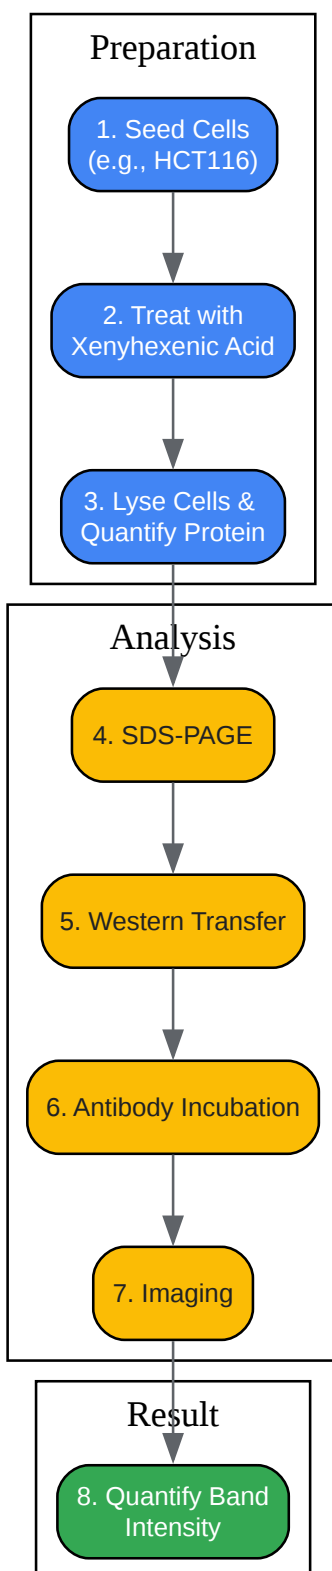 Preparation
1. Seed Cells
(e.g., HCT116)
2. Treat with
Xenyhexenic Acid
3. Lyse Cells &
Quantify Protein
Analysis
4. SDS-PAGE
5. Western Transfer
6. Antibody Incubation
7. Imaging
Result
8. Quantify Band
Intensity